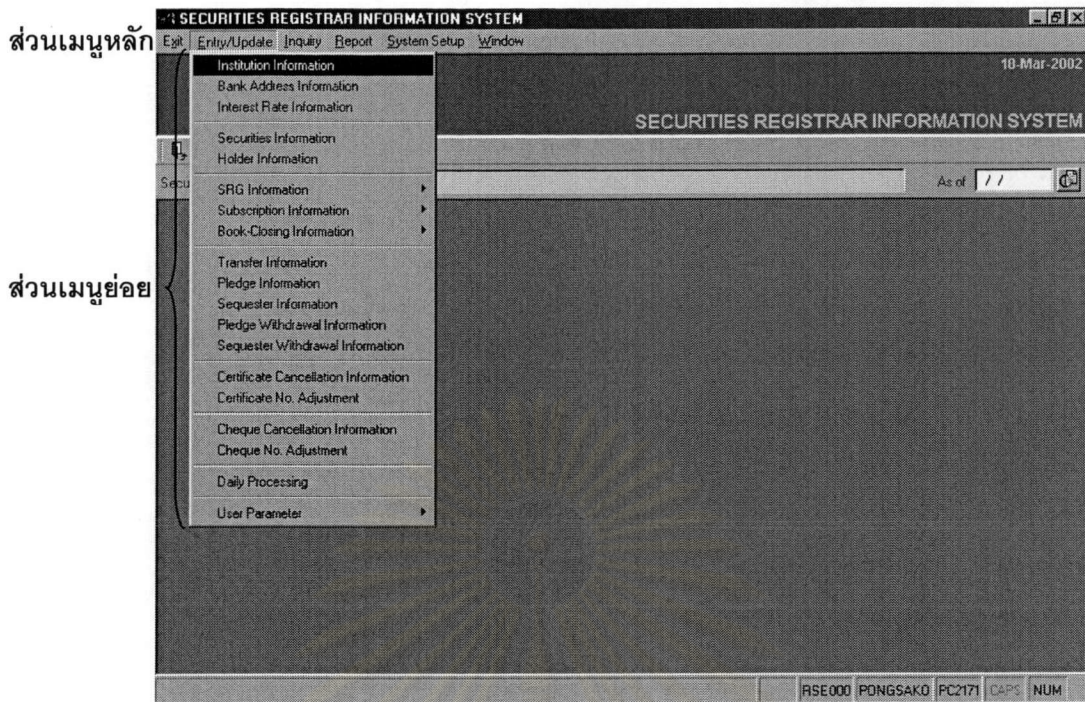 SECURITIES REGISTRAR INFORMATION SYSTEM
ส่วนเมนูหลัก
Exit Entry/Update Inquiry Report System Setup Window
Institution Information
18-Mar-2002
Bank Address Information
Interest Rate Information
SECURITIES REGISTRAR INFORMATION SYSTEM
Securities Information
Holder Information
Secu
As of / /
SRG Information
Subscription Information
Book-Closing Information
Transfer Information
ส่วนเมนูย่อย
Pledge Information
Sequester Information
Pledge Withdrawal Information
Sequester Withdrawal Information
Certificate Cancellation Information
Certificate No. Adjustment
Cheque Cancellation Information
Cheque No. Adjustment
Daily Processing
User Parameter
RSE000 PONGSAKO PC2171 CAPS NUM